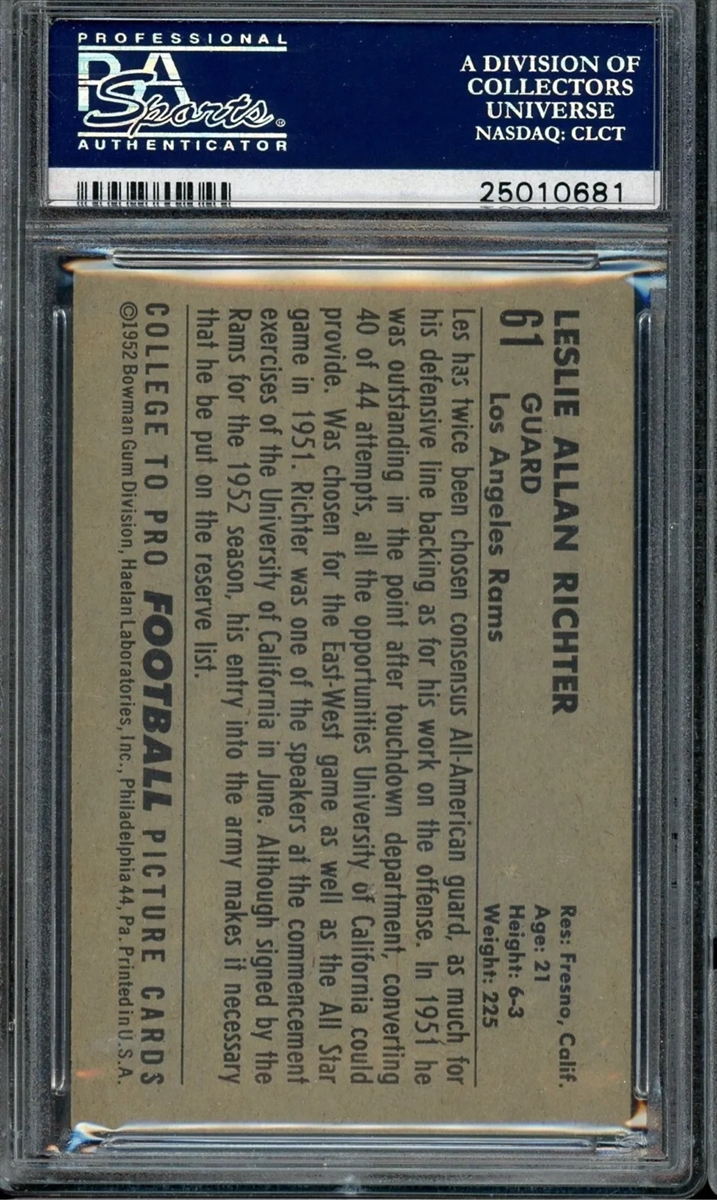 PROFESSIONAL
PSA
Sports®
AUTHENTICATOR
A DIVISION OF
COLLECTORS
UNIVERSE
NASDAQ: CLCT
25010681
LESLIE ALLAN RICHTER
61 GUARD
Los Angeles Rams
Res: Fresno, Calif.
Age: 21
Height: 6-3
Weight: 225
Les has twice been chosen consensus All-American guard, as much for
his defensive line backing as for his work on the offense. In 1951 he
was outstanding in the point after touchdown department, converting
40 of 44 attempts, all the opportunities University of California could
provide. Was chosen for the East-West game as well as the All Star
game in 1951. Richter was one of the speakers at the commencement
exercises of the University of California in June. Although signed by the
Rams for the 1952 season, his entry into the army makes it necessary
that he be put on the reserve list.
COLLEGE TO PRO FOOTBALL PICTURE CARDS
©1952 Bowman Gum Division, Haelan Laboratories, Inc., Philadelphia 44, Pa. Printed in U.S.A.